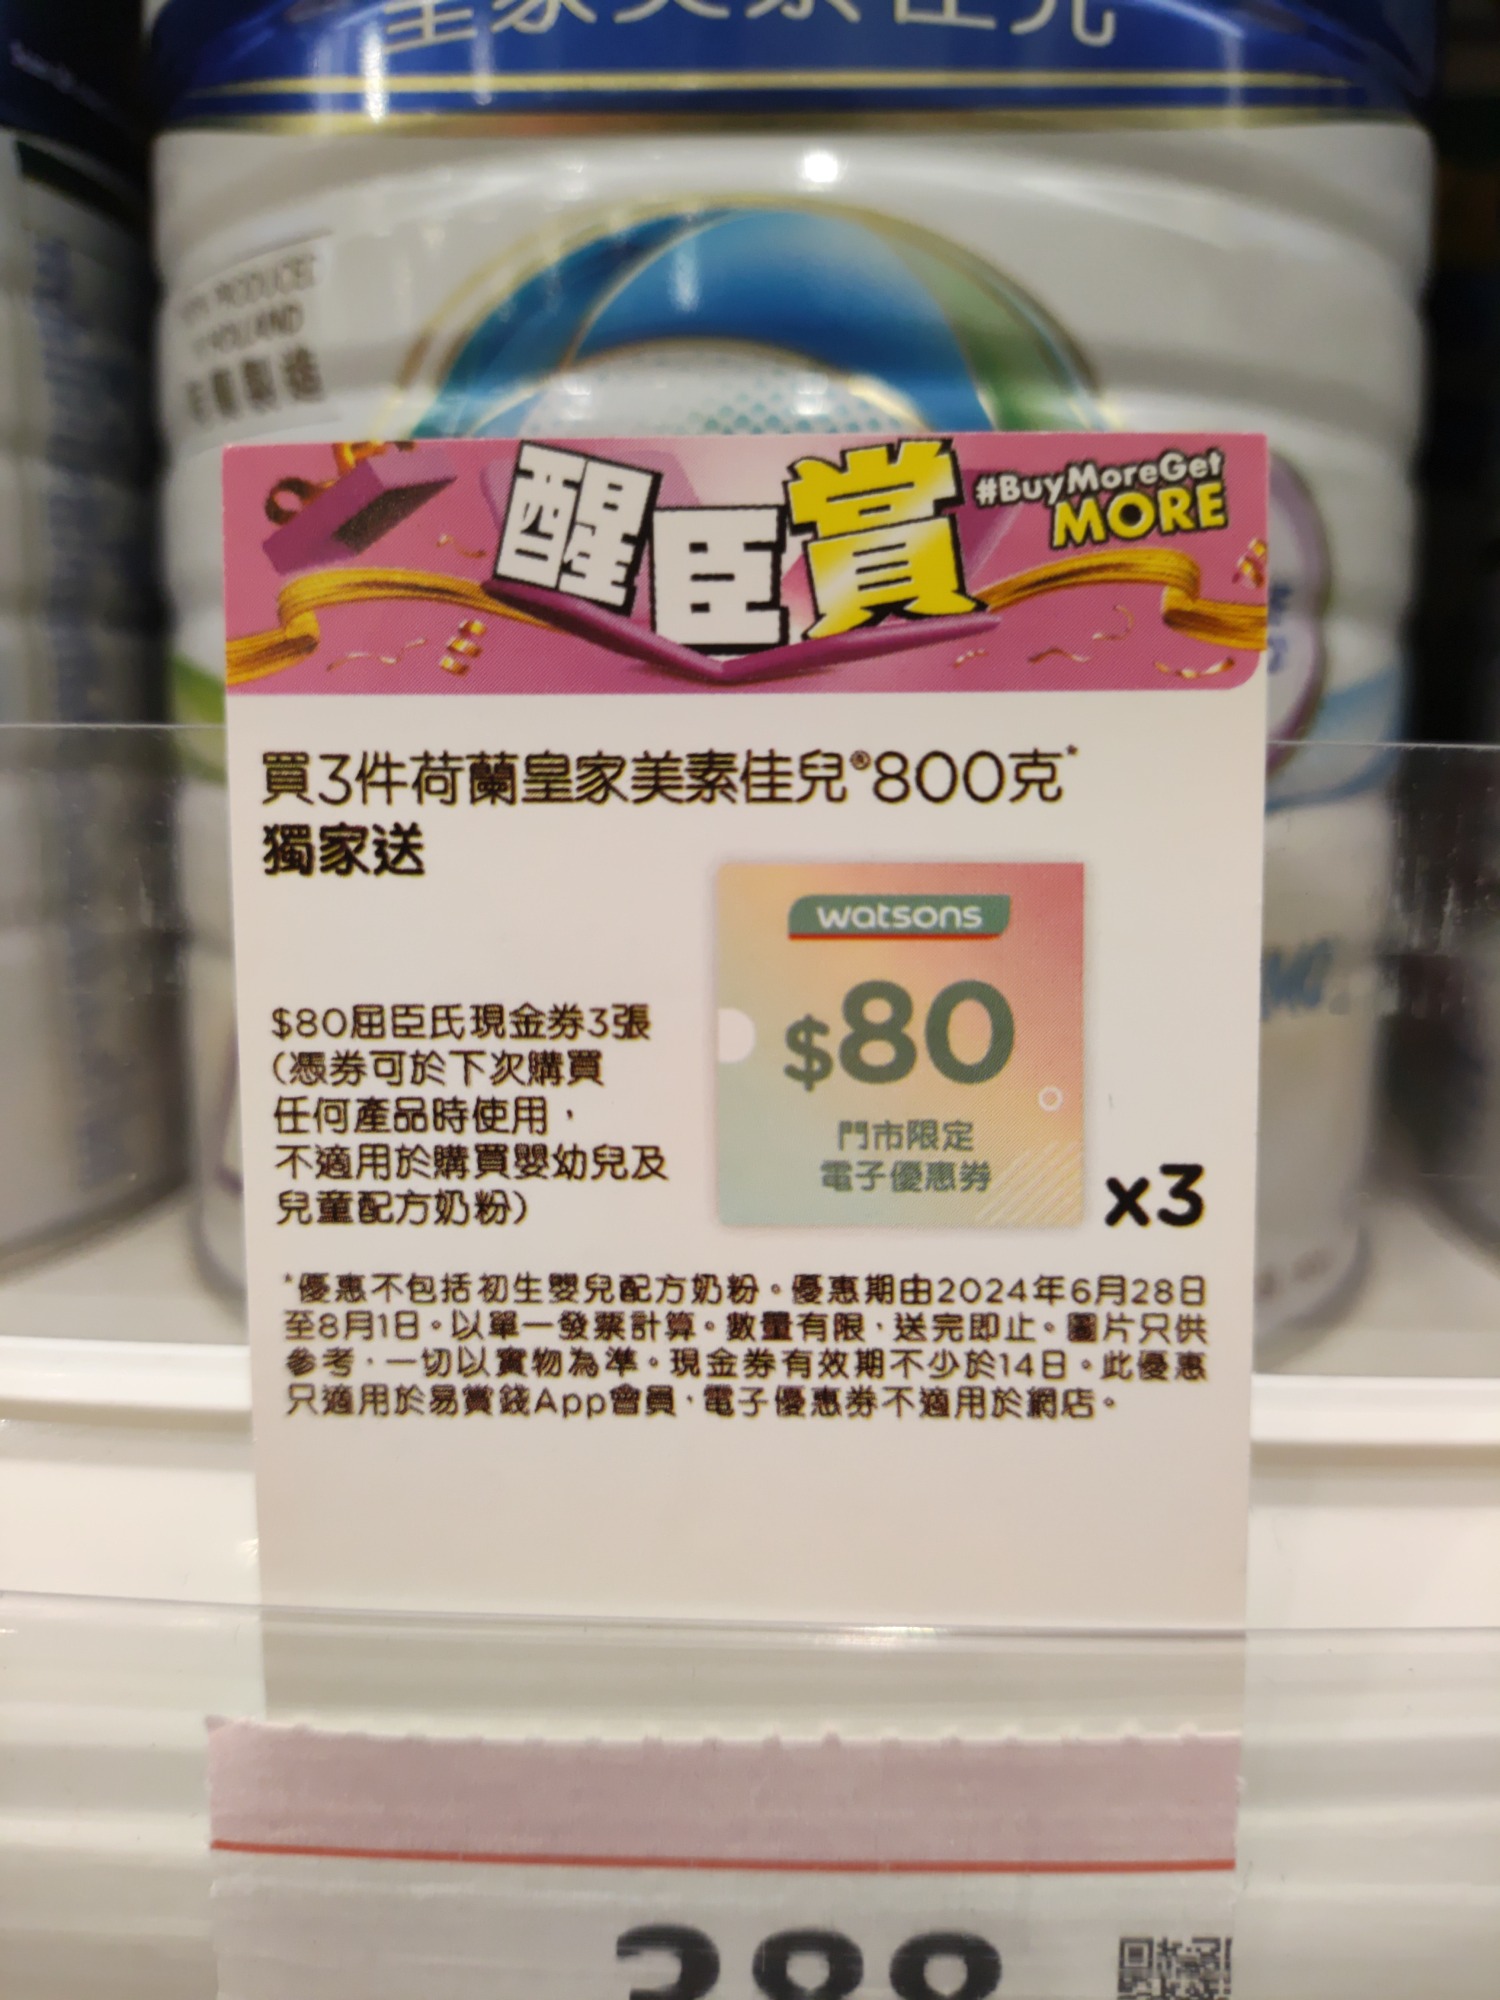 皇家美素佳兒
荷蘭製造
醒臣賞
#BuyMoreGet
MORE
買3件荷蘭皇家美素佳兒®800克*
獨家送
watsons
$80
門市限定
電子優惠券
x3
$80屈臣氏現金券3張
(憑券可於下次購買
任何產品時使用，
不適用於購買嬰幼兒及
兒童配方奶粉)
*優惠不包括初生嬰兒配方奶粉。優惠期由2024年6月28日
至8月1日。以單一發票計算。數量有限，送完即止。圖片只供
參考，一切以實物為準。現金券有效期不少於14日。此優惠
只適用於易賞錢App會員，電子優惠券不適用於網店。